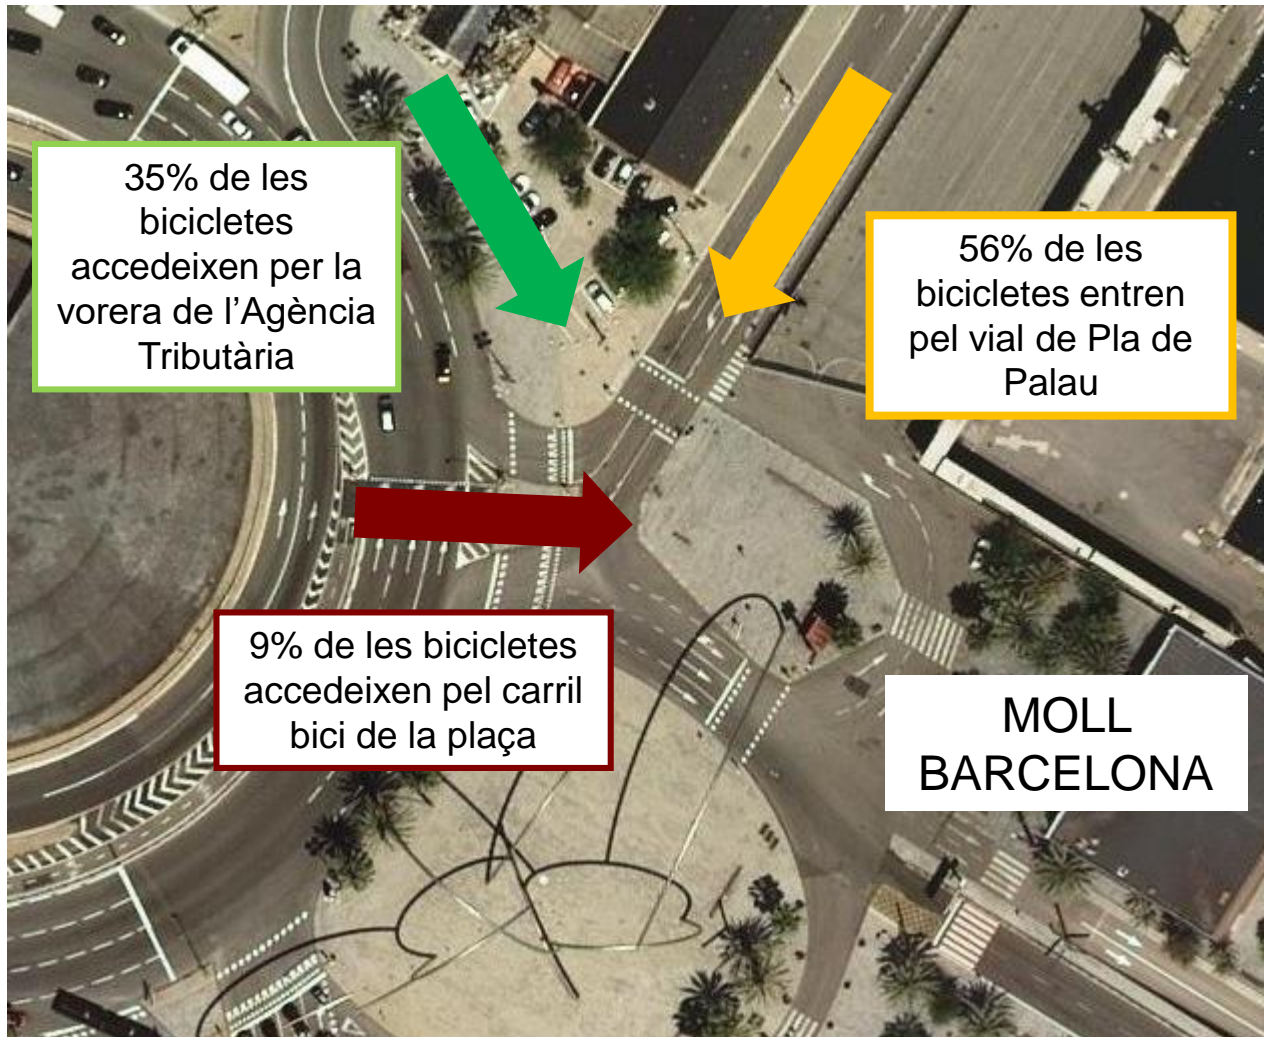 35% de les
bicicletes
accedeixen per la
vorera de l’Agència
Tributària
56% de les
bicicletes entren
pel vial de Pla de
Palau
9% de les bicicletes
accedeixen pel carril
bici de la plaça
MOLL
BARCELONA